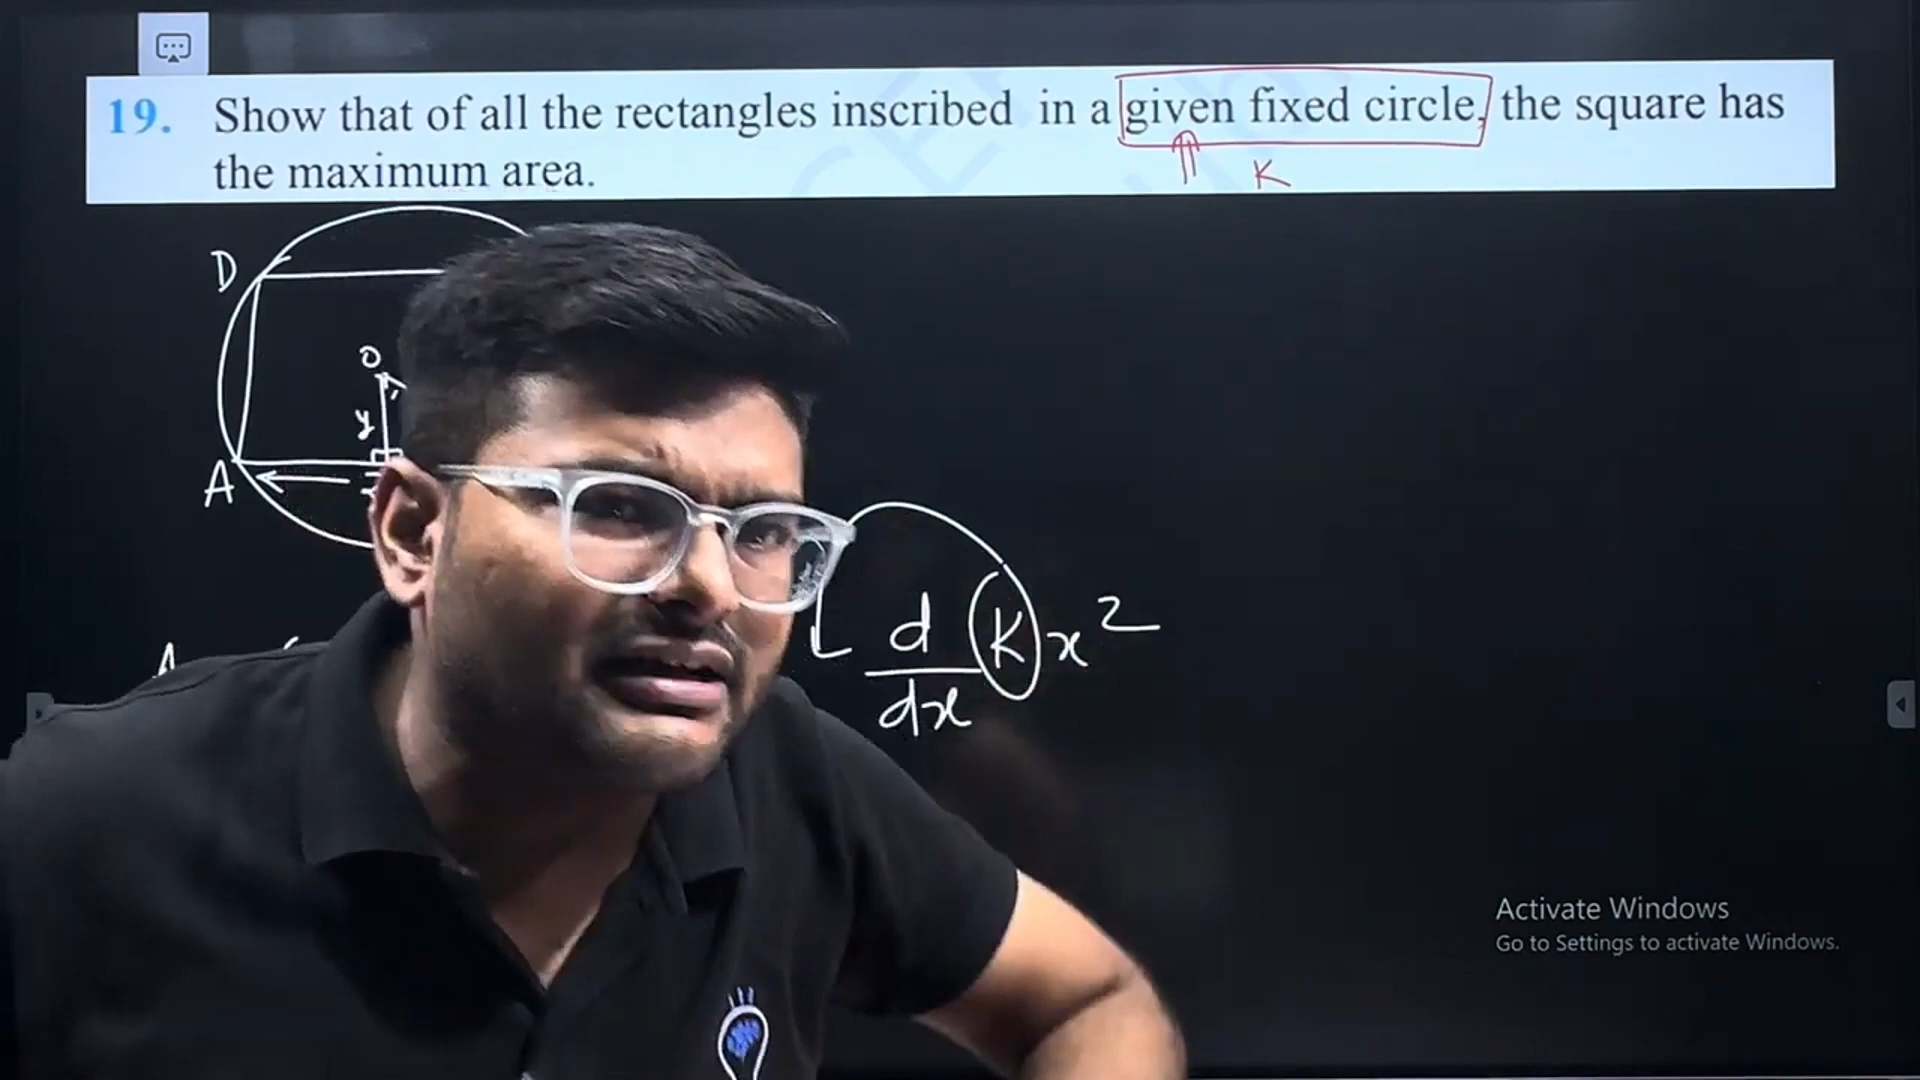 19. Show that of all the rectangles inscribed in a given fixed circle, the square has
the maximum area.
K
D
O
y
A
d
dx
K x²
Activate Windows
Go to Settings to activate Windows.